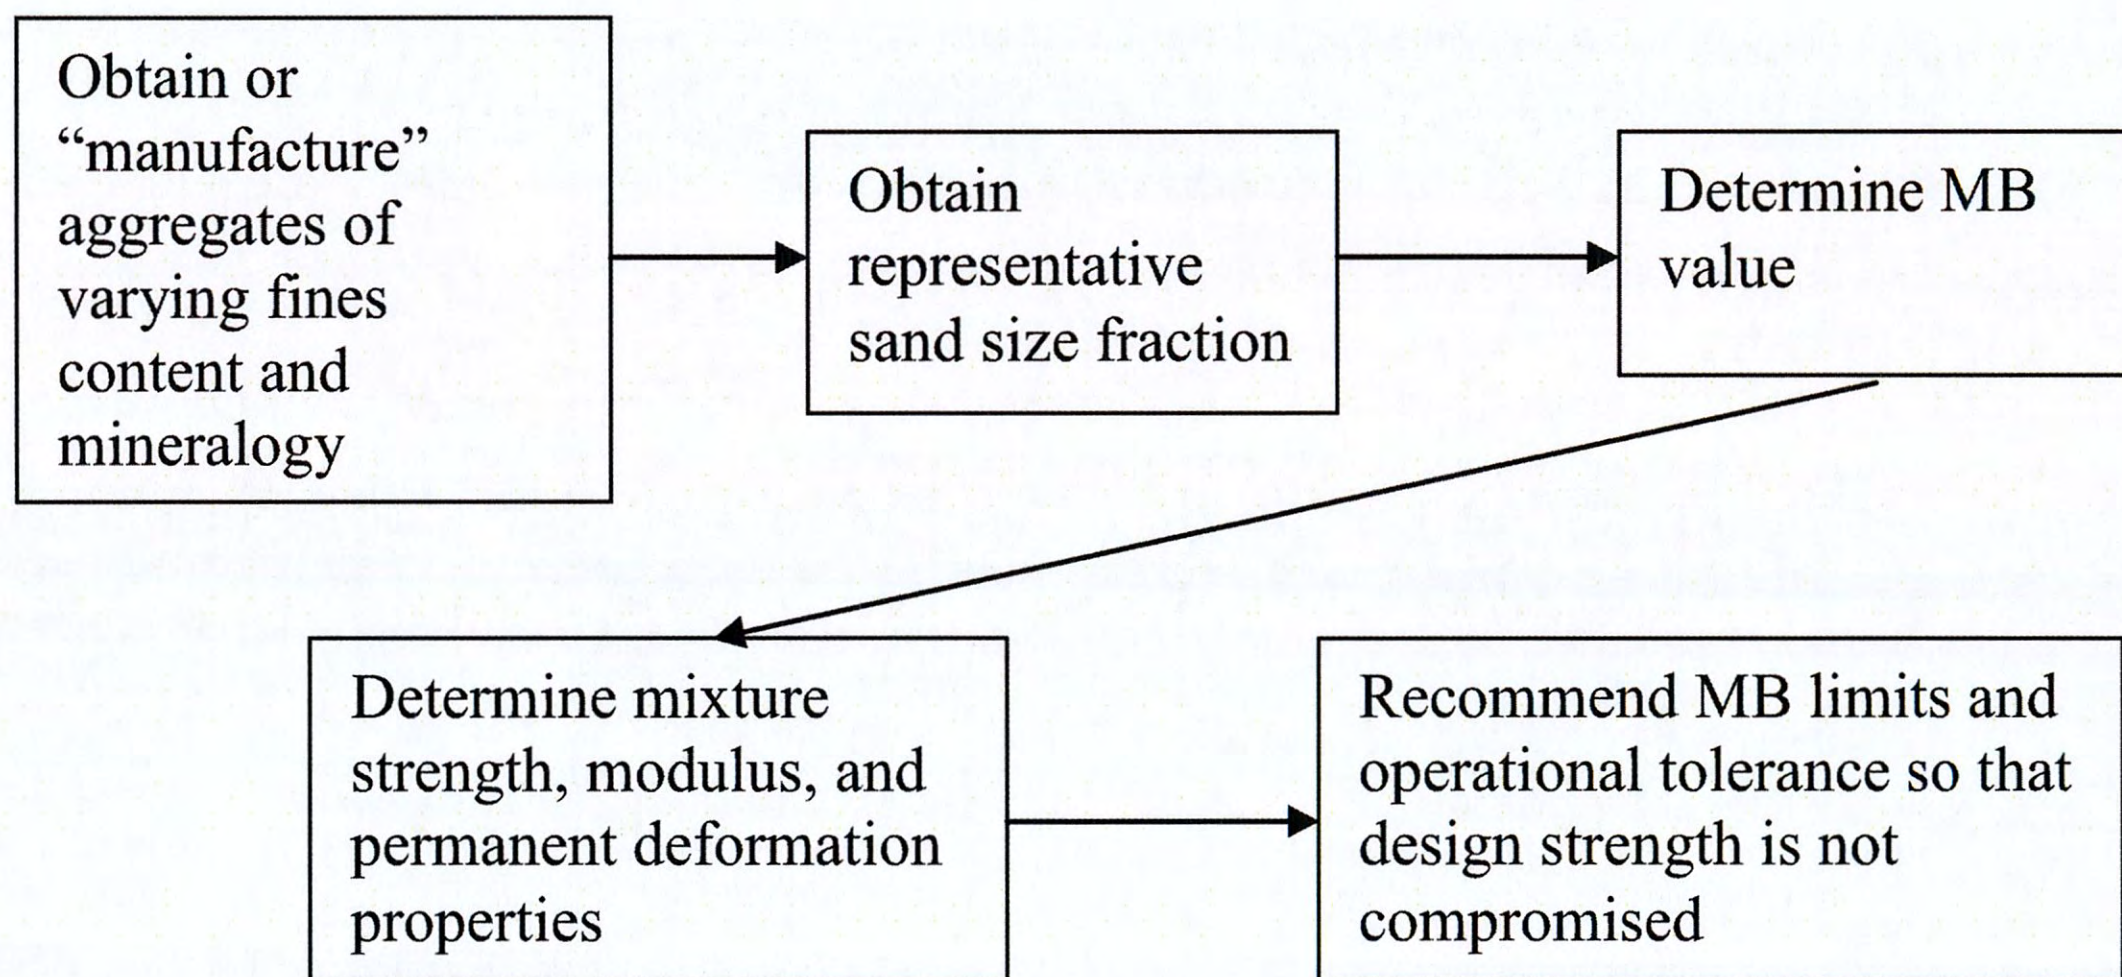 Obtain or
“manufacture”
aggregates of
varying fines
content and
mineralogy
Obtain
representative
sand size fraction
Determine MB
value
Determine mixture
strength, modulus, and
permanent deformation
properties
Recommend MB limits and
operational tolerance so that
design strength is not
compromised